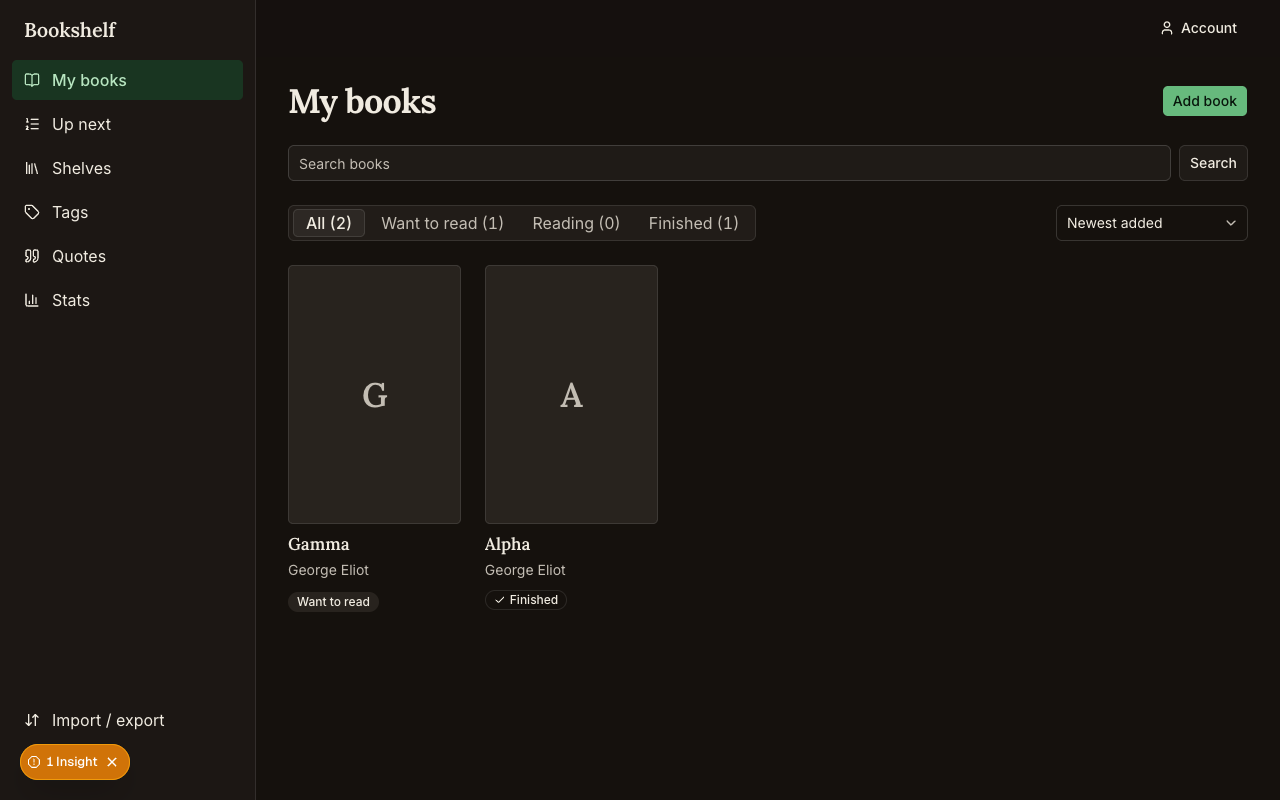 Bookshelf
Account
My books
Up next
Shelves
Tags
Quotes
Stats
Import / export
1 Insight
My books
Add book
Search books
Search
All (2)
Want to read (1)
Reading (0)
Finished (1)
Newest added
G
A
Gamma
George Eliot
Want to read
Alpha
George Eliot
Finished